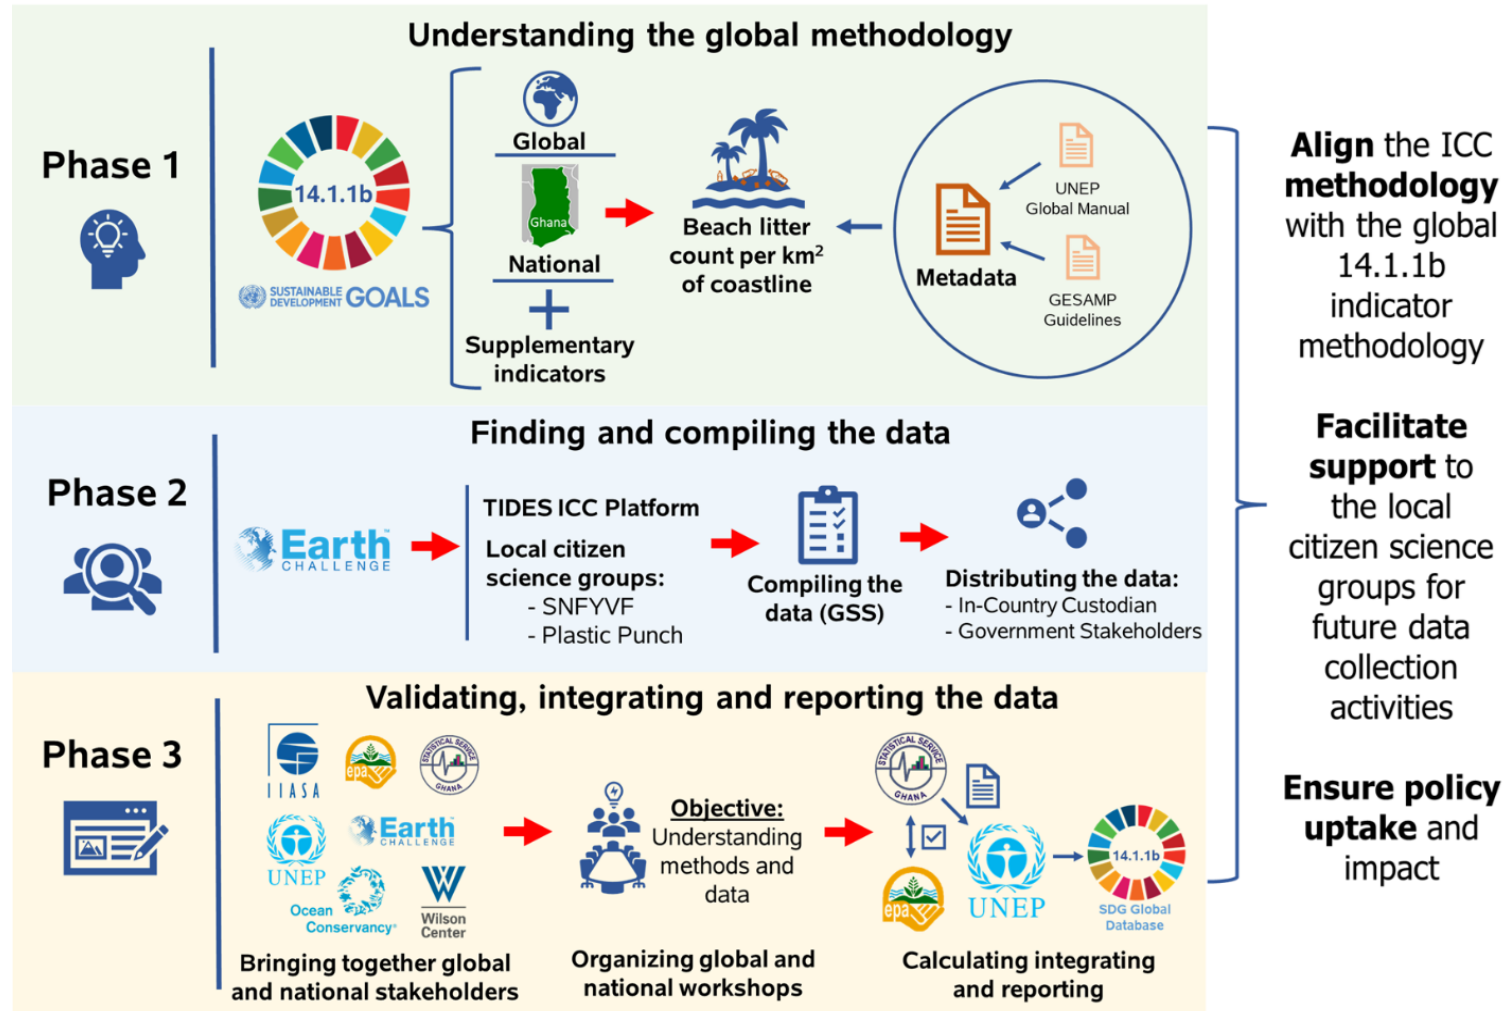 Understanding the global methodology
Phase 1
14.1.1b
SUSTAINABLE
DEVELOPMENT
GOALS
Global
Ghana
National
Supplementary
indicators
Beach litter
count per km²
of coastline
Metadata
UNEP
Global Manual
GESAMP
Guidelines
Finding and compiling the data
Phase 2
Earth
CHALLENGE
TIDES ICC Platform
Local citizen
science groups:
- SNFYVF
- Plastic Punch
Compiling the
data (GSS)
Distributing the data:
- In-Country Custodian
- Government Stakeholders
Validating, integrating and reporting the data
Phase 3
IIASA
epa
STATISTICAL SERVICE
GHANA
UNEP
Earth
CHALLENGE
Ocean
Conservancy®
Wilson
Center
Bringing together global
and national stakeholders
Objective:
Understanding
methods and
data
Organizing global and
national workshops
STATISTICAL SERVICE
GHANA
epa
UNEP
14.1.1b
SDG Global
Database
Calculating integrating
and reporting
Align the ICC
methodology
with the global
14.1.1b
indicator
methodology
Facilitate
support to
the local
citizen science
groups for
future data
collection
activities
Ensure policy
uptake and
impact